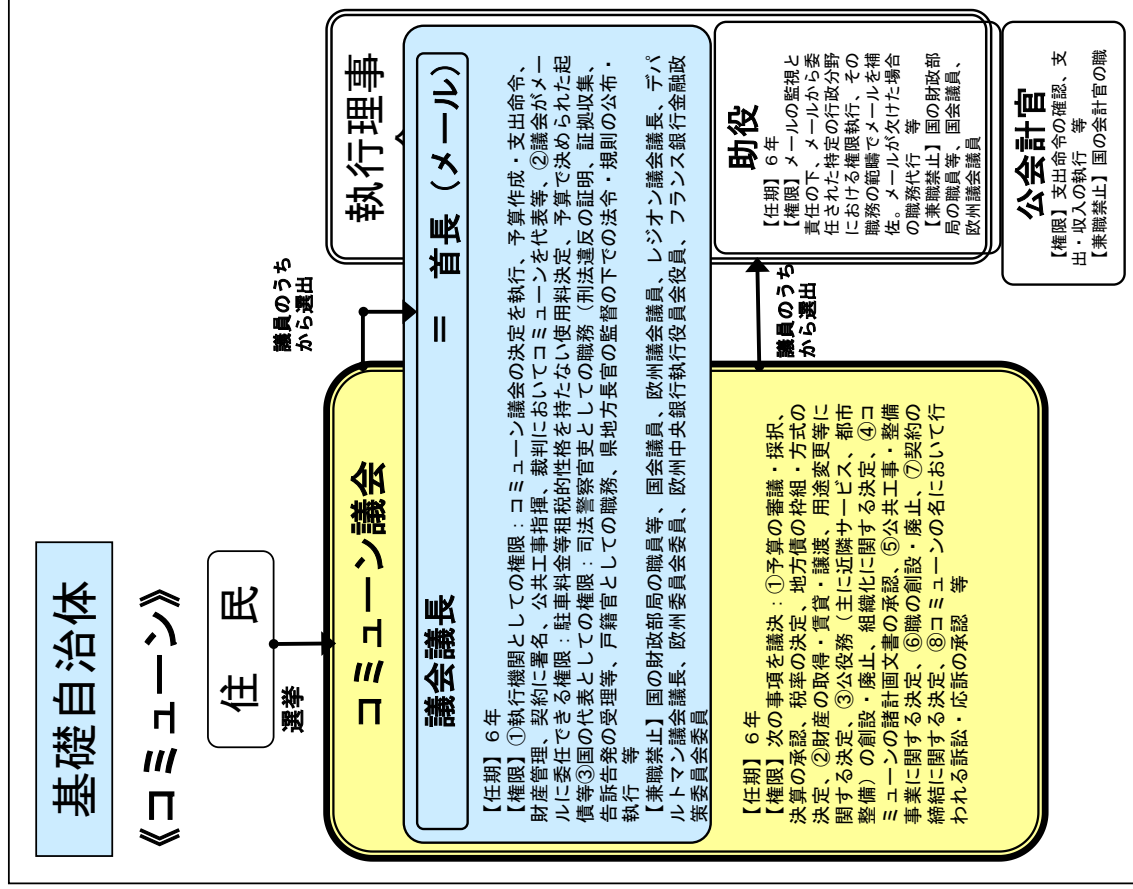 基礎自治体
《コミューン》
住 民
選挙
コミューン議会
議員のうち
から選出
執行理事
議会議長 ＝ 首長（メール）
【任期】６年
【権限】①執行機関としての権限：コミューン議会の決定を執行、予算作成・支出命令、
財産管理、契約に署名、公共工事指揮、裁判においてコミューンを代表等、②議会がメー
ルに委任できる権限：駐車料金等租税的性格を持たない使用料決定、予算で決められた起
債等③国の代表としての権限：司法警察官吏としての職務（刑法違反の証明、証拠収集、
告訴告発の受理等、戸籍官としての職務、県地方長官の監督の下での法令・規則の公布・
執行 等
【兼職禁止】国の財政部局の職員等、国会議員、欧州議会議員、レジオン議会議長、デパ
ルトマン議会議長、欧州委員会委員、欧州中央銀行執行役員会役員、フランス銀行金融政
策委員会委員
【任期】６年
【権限】次の事項を議決：①予算の審議・採択、
決算の承認、税率の決定、地方債の枠組・方式の
決定、②財産の取得・賃貸・譲渡、用途変更等に
関する決定、③公役務（主に近隣サービス、都市
整備）の創設・廃止、組織化に関する決定、④コ
ミューンの諸計画文書の承認、⑤公共工事・整備
事業に関する決定、⑥職の創設・廃止、⑦契約の
締結に関する決定、⑧コミューンの名において行
われる訴訟・応訴の承認 等
議員のうち
から選出
助役
【任期】６年
【権限】メールの監視と
責任の下、メールから委
任された特定の行政分野
における権限執行、その
職務の範疇でメールを補
佐。メールが欠けた場合
の職務代行 等
【兼職禁止】国の財政部
局の職員等、国会議員、
欧州議会議員
公会計官
【権限】支出命令の確認、支
出・収入の執行 等
【兼職禁止】国の会計官の職